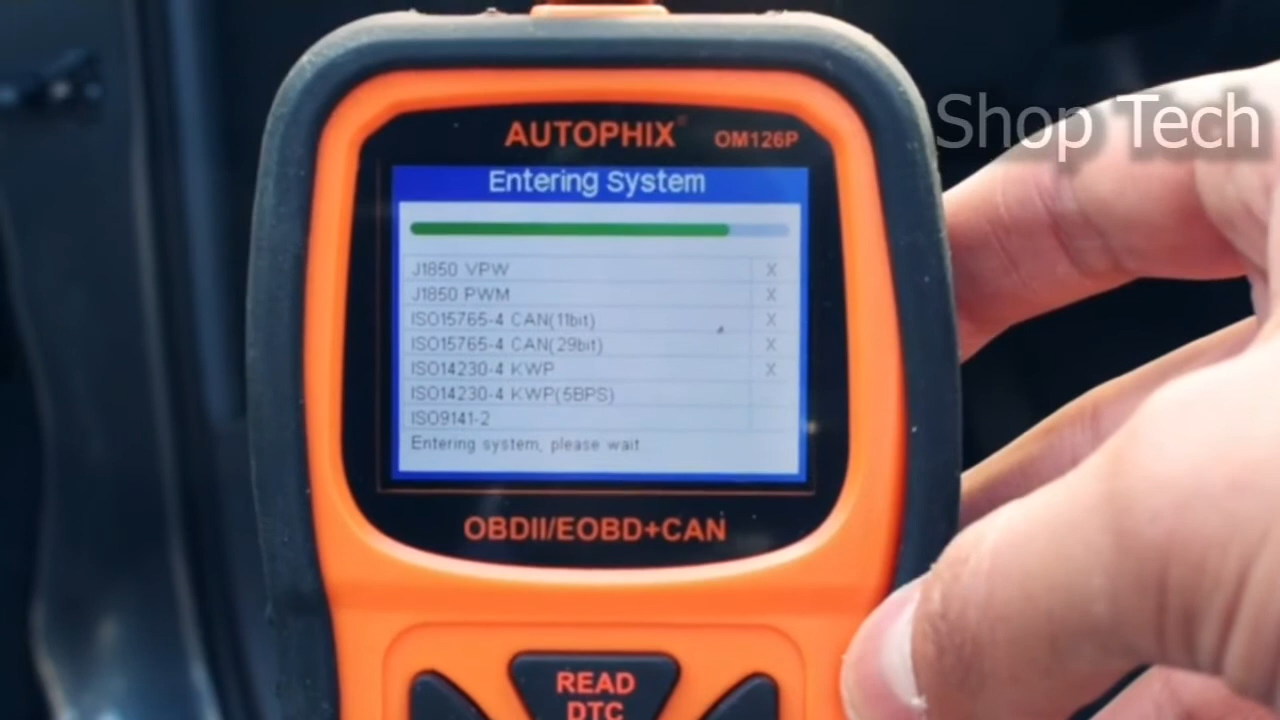 Shop Tech
AUTOPHIX® OM126P
Entering System
J1850 VPW X
J1850 PWM X
ISO15765-4 CAN(11bit) X
ISO15765-4 CAN(29bit) X
ISO14230-4 KWP X
ISO14230-4 KWP(5BPS)
ISO9141-2
Entering system, please wait
OBDII/EOBD+CAN
READ
DTC